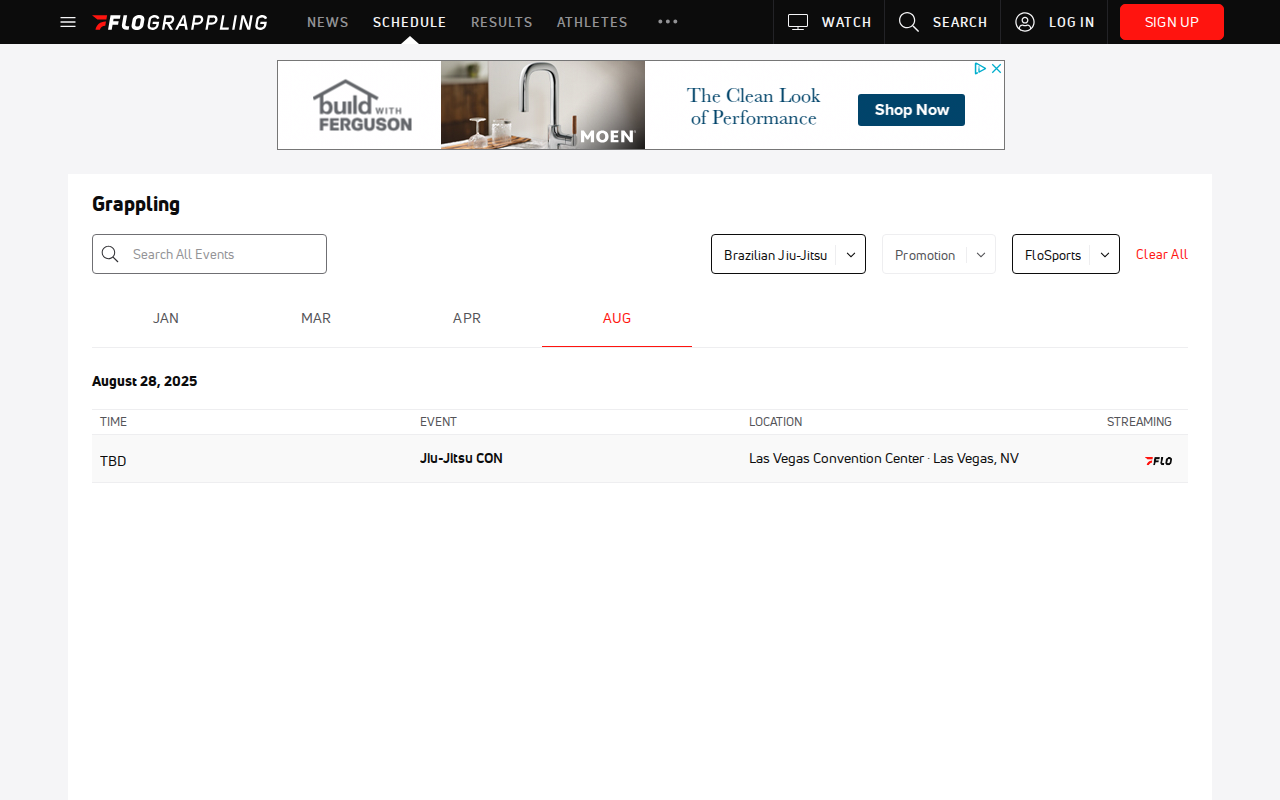 FLOGRAPPLING NEWS SCHEDULE RESULTS ATHLETES WATCH SEARCH LOG IN SIGN UP
build WITH
FERGUSON
MOEN
The Clean Look
of Performance
Shop Now
Grappling
Search All Events Brazilian Jiu-Jitsu Promotion FloSports Clear All
JAN MAR APR AUG
August 28, 2025
TIME EVENT LOCATION STREAMING
TBD Jiu-Jitsu CON Las Vegas Convention Center · Las Vegas, NV FLO